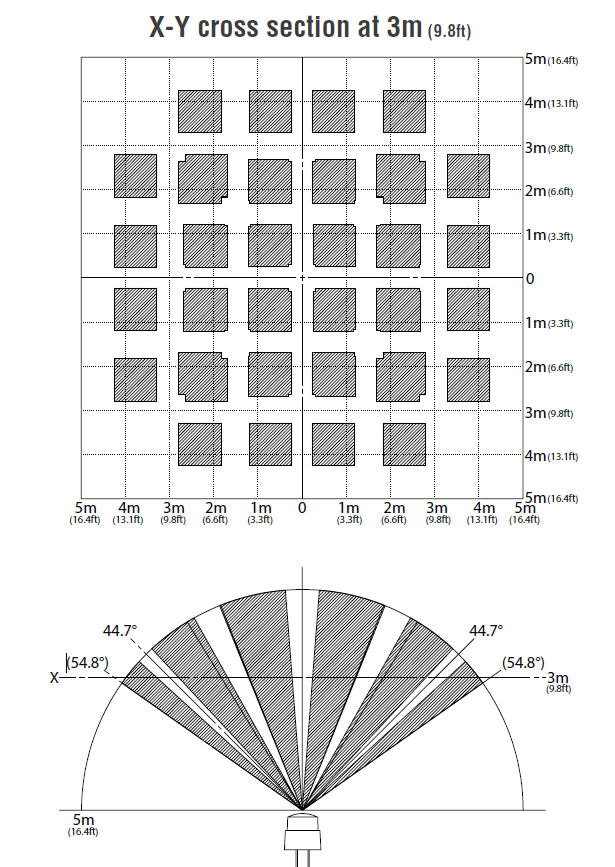 X-Y cross section at 3m (9.8ft)
5m (16.4ft)
4m (13.1ft)
3m (9.8ft)
2m (6.6ft)
1m (3.3ft)
0
1m (3.3ft)
2m (6.6ft)
3m (9.8ft)
4m (13.1ft)
5m (16.4ft)
5m 4m 3m 2m 1m 0 1m 2m 3m 4m 5m
(16.4ft) (13.1ft) (9.8ft) (6.6ft) (3.3ft) (3.3ft) (6.6ft) (9.8ft) (13.1ft) (16.4ft)
44.7° 44.7°
(54.8°) (54.8°)
X 3m
(9.8ft)
5m
(16.4ft)